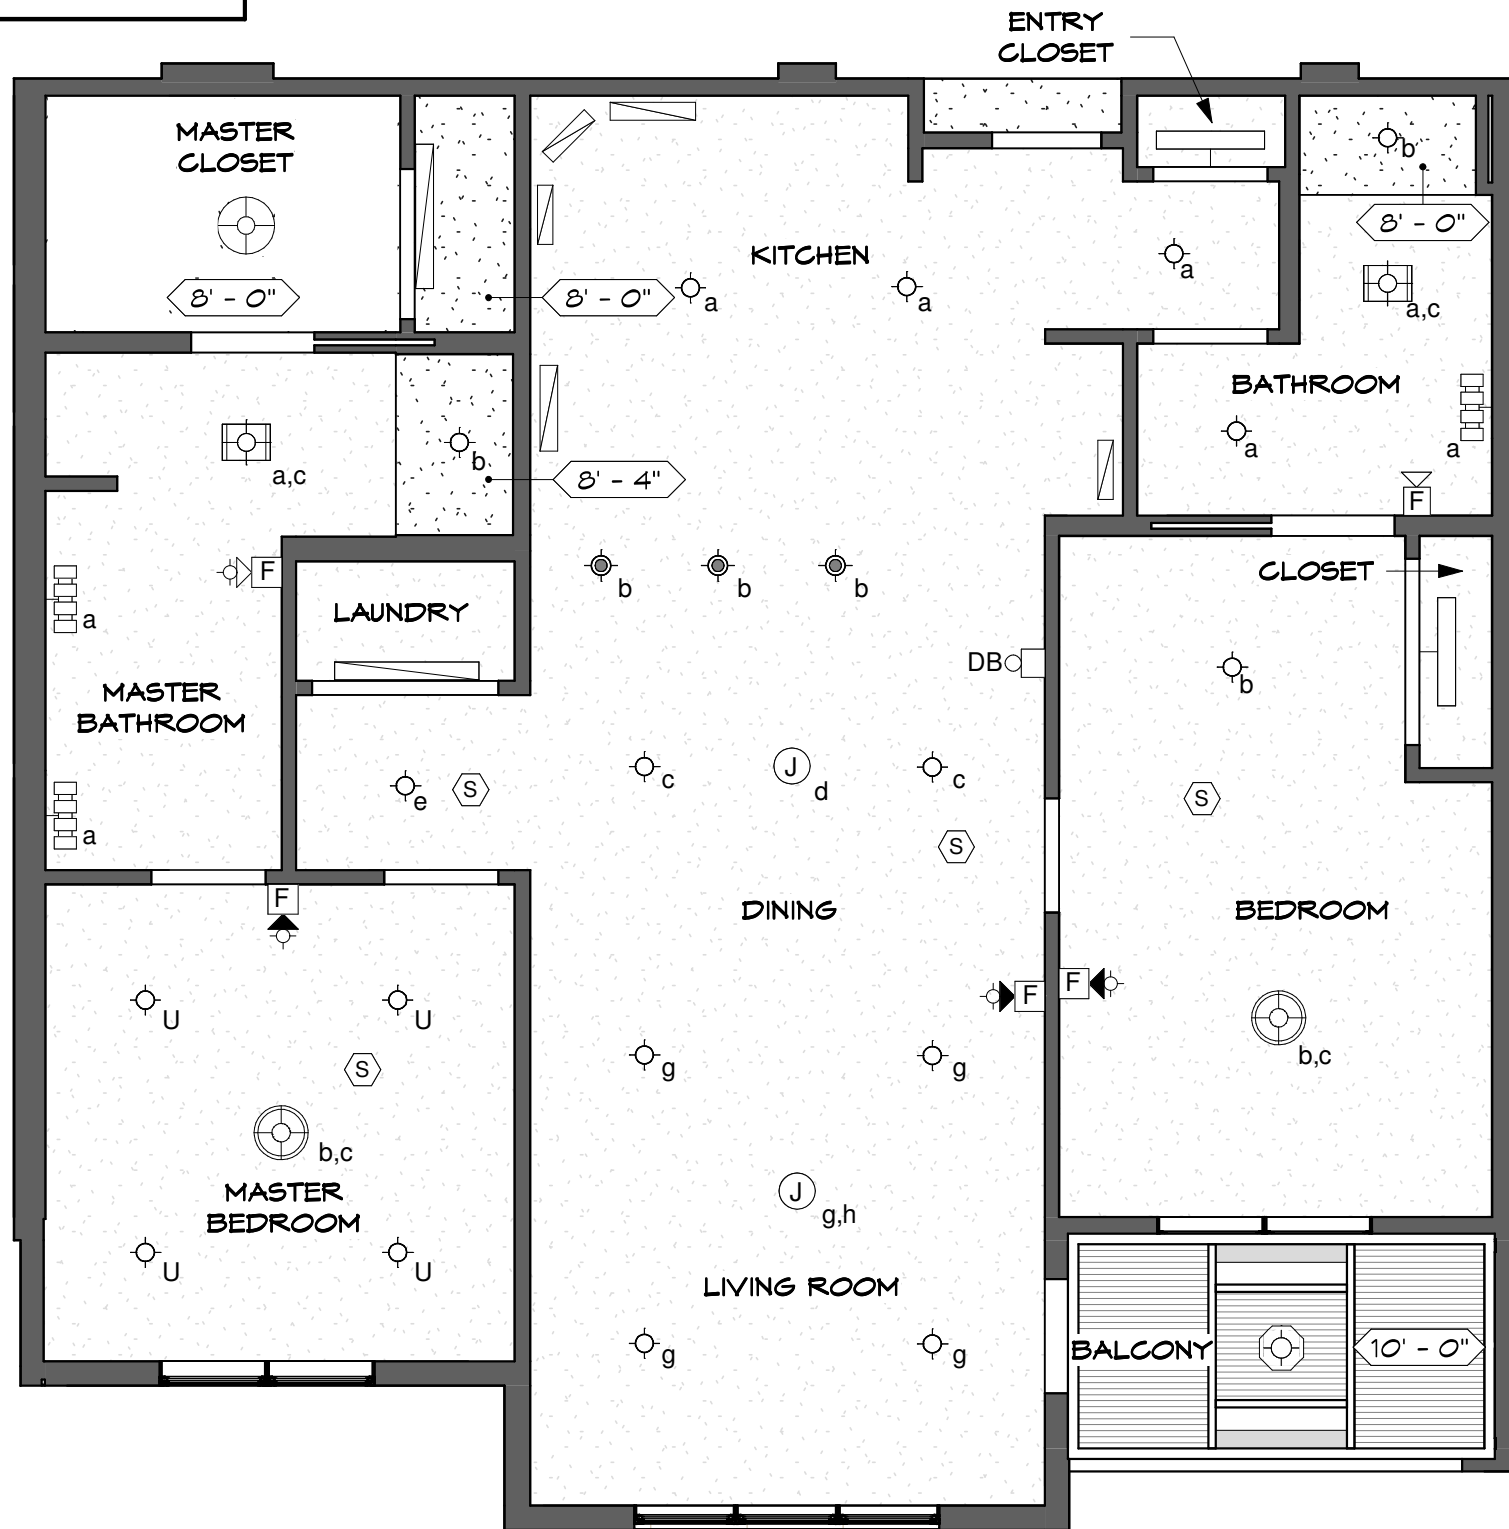 ENTRY
CLOSET
MASTER
CLOSET
b
8' - 0"
KITCHEN
a
8' - 0"
8' - 0"
a
a
a,c
BATHROOM
a
a
b
a,c
8' - 4"
F
F
CLOSET
b
b
b
LAUNDRY
a
DB
b
MASTER
BATHROOM
c
J
d
c
e
S
S
S
a
F
DINING
BEDROOM
F
F
U
U
g
g
b,c
S
b,c
MASTER
BEDROOM
J
g,h
U
U
LIVING ROOM
g
g
BALCONY
10' - 0"